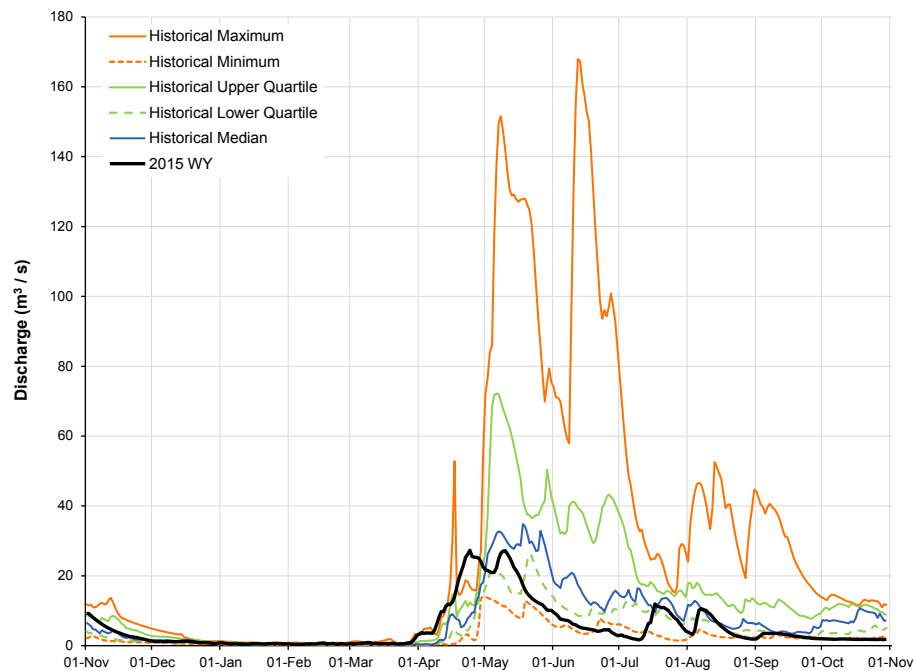 180
160
140
120
100
80
60
40
20
0
Discharge (m³ / s)
Historical Maximum
Historical Minimum
Historical Upper Quartile
Historical Lower Quartile
Historical Median
2015 WY
01-Nov 01-Dec 01-Jan 01-Feb 01-Mar 01-Apr 01-May 01-Jun 01-Jul 01-Aug 01-Sep 01-Oct 01-Nov